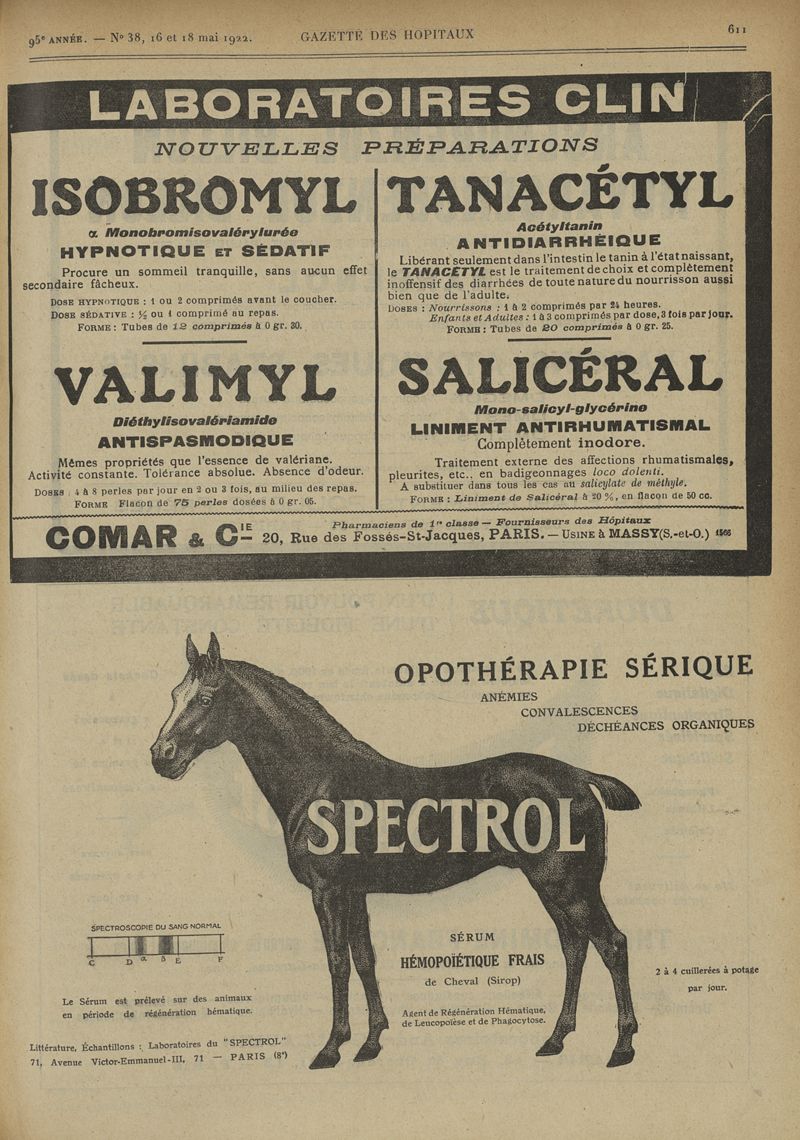 95e ANNÉE. — No 38, 16 et 18 mai 1922.
GAZETTE DES HOPITAUX
611
LABORATOIRES CLIN
NOUVELLES PRÉPARATIONS
ISOBROMYL
α Monobromisovalérylurée
HYPNOTIQUE ET SÉDATIF
Procure un sommeil tranquille, sans aucun effet
secondaire fâcheux.
DOSE HYPNOTIQUE : 1 ou 2 comprimés avant le coucher.
DOSE SÉDATIVE : ½ ou 1 comprimé au repas.
FORME : Tubes de 12 comprimés à 0 gr. 30.
VALIMYL
Diéthylisovalériamide
ANTISPASMODIQUE
Mêmes propriétés que l'essence de valériane.
Activité constante. Tolérance absolue. Absence d'odeur.
DOSES : 4 à 8 perles par jour en 2 ou 3 fois, au milieu des repas.
FORME Flacon de 75 perles dosées à 0 gr. 05.
TANACÉTYL
Acétyltanin
ANTIDIARRHÉIQUE
Libérant seulement dans l'intestin le tanin à l'état naissant,
le TANACÉTYL est le traitement de choix et complètement
inoffensif des diarrhées de toute nature du nourrisson aussi
bien que de l'adulte.
DOSES : Nourrissons : 1 à 2 comprimés par 24 heures.
Enfants et Adultes : 1 à 3 comprimés par dose, 3 fois par jour.
FORME : Tubes de 20 comprimés à 0 gr. 25.
SALICÉRAL
Mono-salicyl-glycérine
LINIMENT ANTIRHUMATISMAL
Complètement inodore.
Traitement externe des affections rhumatismales,
pleurites, etc.. en badigeonnages loco dolenti.
A substituer dans tous les cas au salicylate de méthyle.
FORME : Liniment de Salicéral à 20 %, en flacon de 50 cc.
COMAR & CIE
Pharmaciens de 1re classe — Fournisseurs des Hôpitaux
20, Rue des Fossés-St-Jacques, PARIS. — USINE à MASSY (S.-et-O.) 1566
OPOTHÉRAPIE SÉRIQUE
ANÉMIES
CONVALESCENCES
DÉCHÉANCES ORGANIQUES
SPECTROL
SPECTROSCOPIE DU SANG NORMAL
C D α β E F
Le Sérum est prélevé sur des animaux
en période de régénération hématique.
Littérature, Échantillons : Laboratoires du "SPECTROL"
71, Avenue Victor-Emmanuel-III, 71 — PARIS (8e)
SÉRUM
HÉMOPOÏÉTIQUE FRAIS
de Cheval (Sirop)
Agent de Régénération Hématique,
de Leucopoïèse et de Phagocytose.
2 à 4 cuillerées à potage
par jour.